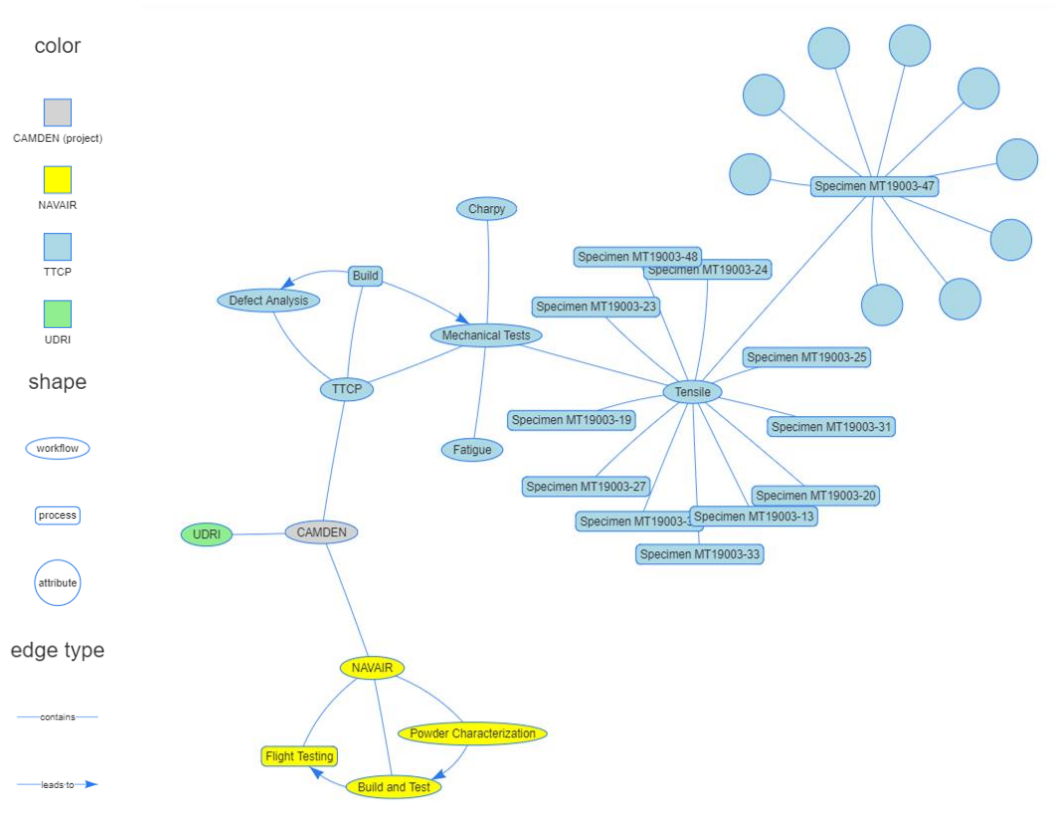 color
CAMDEN (project)
NAVAIR
TTCP
UDRI
shape
workflow
process
attribute
edge type
contains
leads to
Specimen MT19003-47
Charpy
Specimen MT19003-48
Specimen MT19003-24
Build
Defect Analysis
Specimen MT19003-23
Mechanical Tests
Specimen MT19003-25
TTCP
Tensile
Specimen MT19003-19
Specimen MT19003-31
Fatigue
Specimen MT19003-27
Specimen MT19003-20
Specimen
Specimen MT19003-13
Specimen MT19003-33
UDRI
CAMDEN
NAVAIR
Powder Characterization
Flight Testing
Build and Test